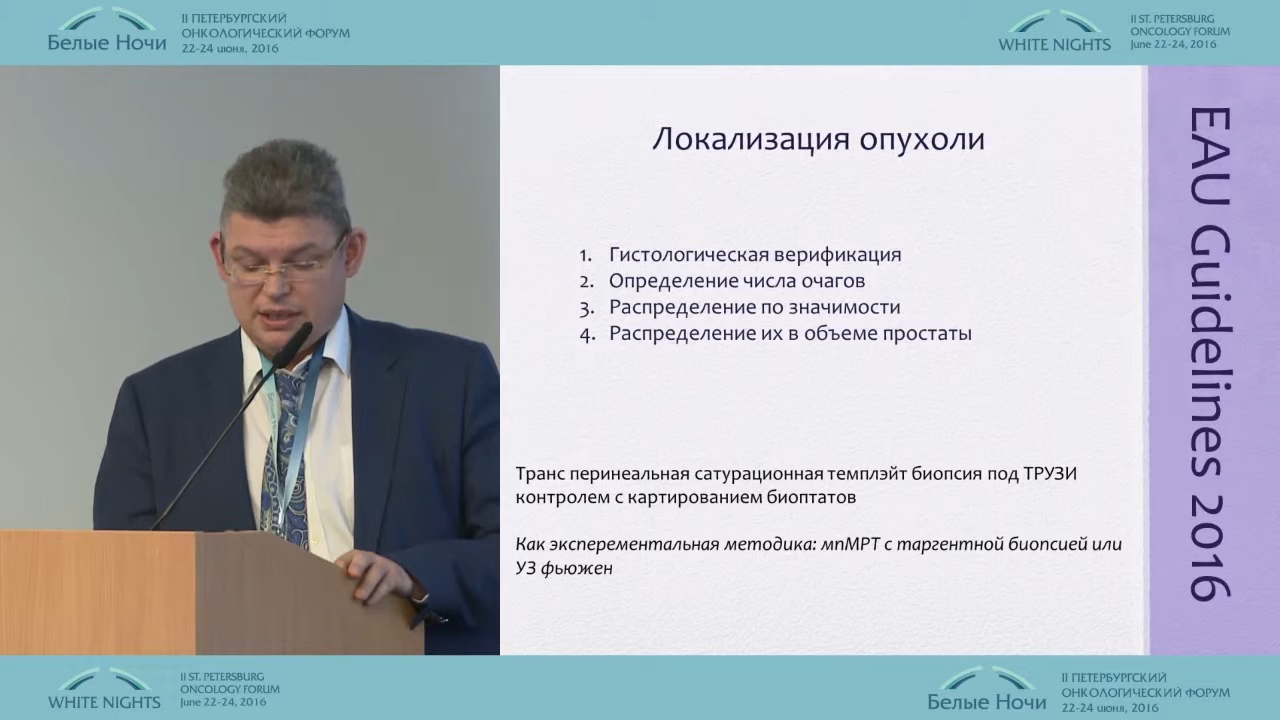 Белые Ночи
II ПЕТЕРБУРГСКИЙ
ОНКОЛОГИЧЕСКИЙ ФОРУМ
22-24 июня, 2016
WHITE NIGHTS
II ST. PETERSBURG
ONCOLOGY FORUM
June 22-24, 2016
Локализация опухоли
1. Гистологическая верификация
2. Определение числа очагов
3. Распределение по значимости
4. Распределение их в объеме простаты
Транс перинеальная сатурационная темплэйт биопсия под ТРУЗИ
контролем с картированием биоптатов
Как эксперементальная методика: мпМРТ с таргентной биопсией или
УЗ фьюжен
EAU Guidelines 2016
WHITE NIGHTS
II ST. PETERSBURG
ONCOLOGY FORUM
June 22-24, 2016
Белые Ночи
II ПЕТЕРБУРГСКИЙ
ОНКОЛОГИЧЕСКИЙ ФОРУМ
22-24 июня, 2016